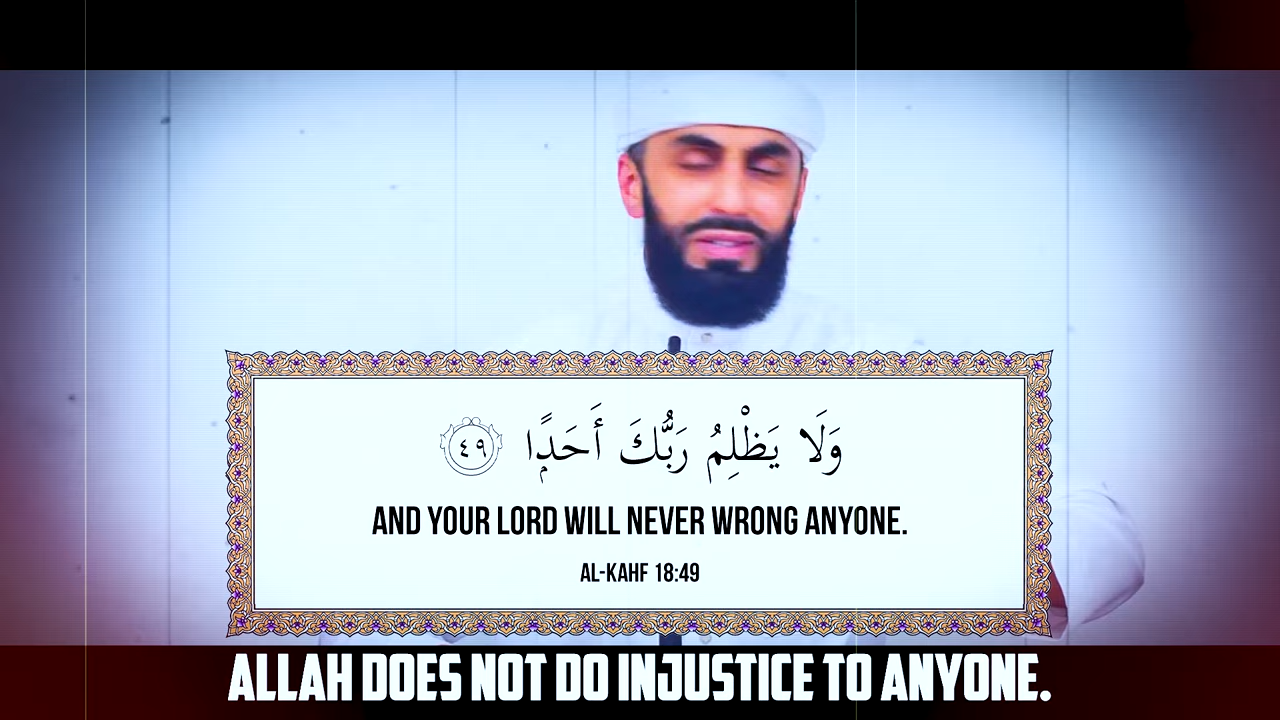 وَلَا يَظْلِمُ رَبُّكَ أَحَدًۭا ٤٩
AND YOUR LORD WILL NEVER WRONG ANYONE.
AL-KAHF 18:49
ALLAH DOES NOT DO INJUSTICE TO ANYONE.